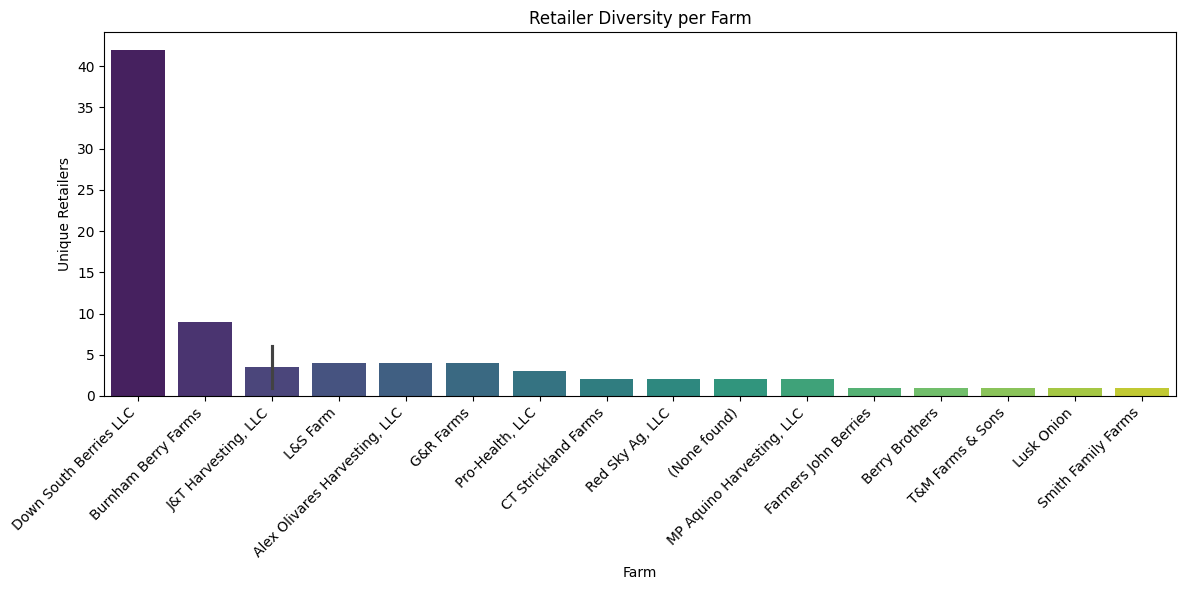 Retailer Diversity per Farm
Unique Retailers
40
35
30
25
20
15
10
5
0
Down South Berries LLC
Burnham Berry Farms
J&T Harvesting, LLC
L&S Farm
Alex Olivares Harvesting, LLC
G&R Farms
Pro-Health, LLC
CT Strickland Farms
Red Sky Ag, LLC
(None found)
MP Aquino Harvesting, LLC
Farmers John Berries
Berry Brothers
T&M Farms & Sons
Lusk Onion
Smith Family Farms
Farm